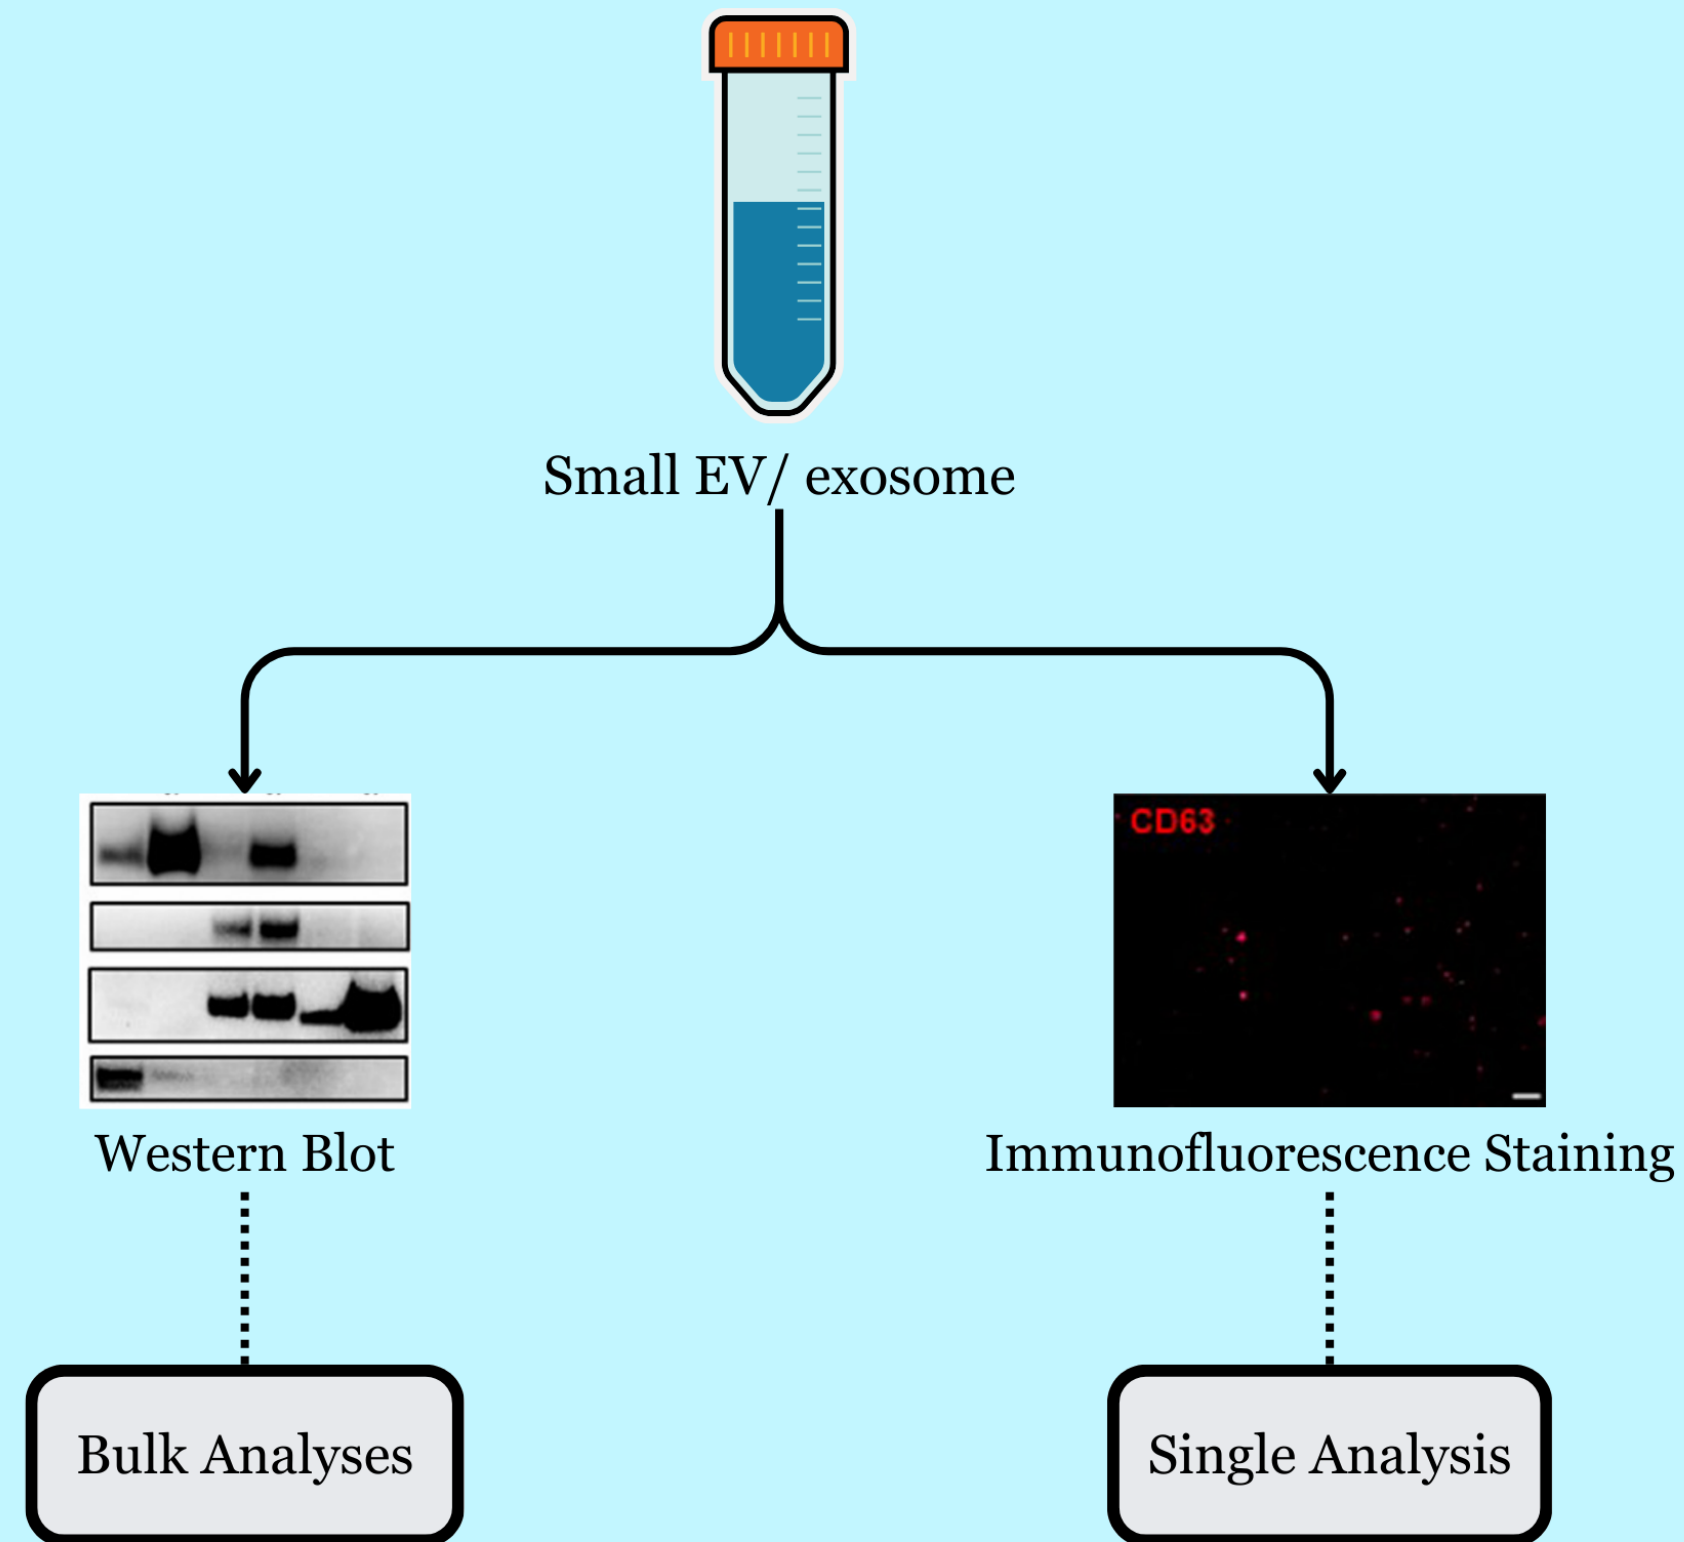 Small EV/ exosome
CD63
Western Blot
Immunofluorescence Staining
Bulk Analyses
Single Analysis